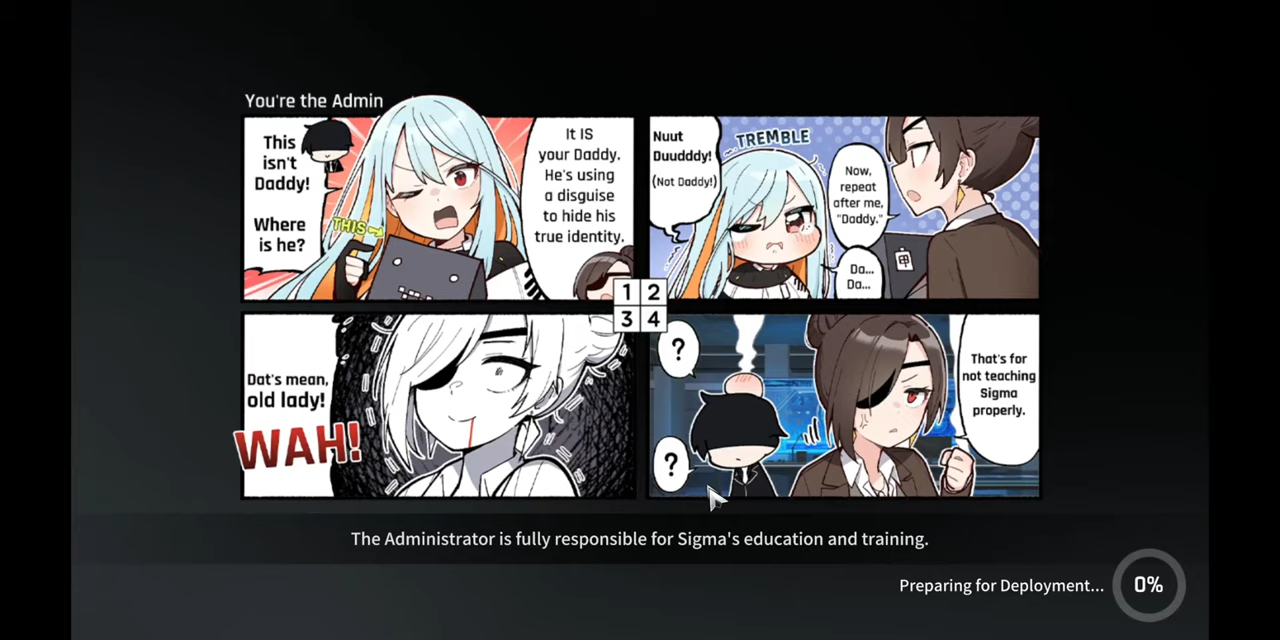 You're the Admin
This
isn't
Daddy!
Where
is he?
THIS→
It IS
your Daddy.
He's using
a disguise
to hide his
true identity.
Nuut
Duudddy!
(Not Daddy!)
TREMBLE
Now,
repeat
after me,
"Daddy."
Da...
Da...
甲
1 2
3 4
Dat's mean,
old lady!
WAH!
?
?
That's for
not teaching
Sigma
properly.
The Administrator is fully responsible for Sigma's education and training.
Preparing for Deployment...
0%